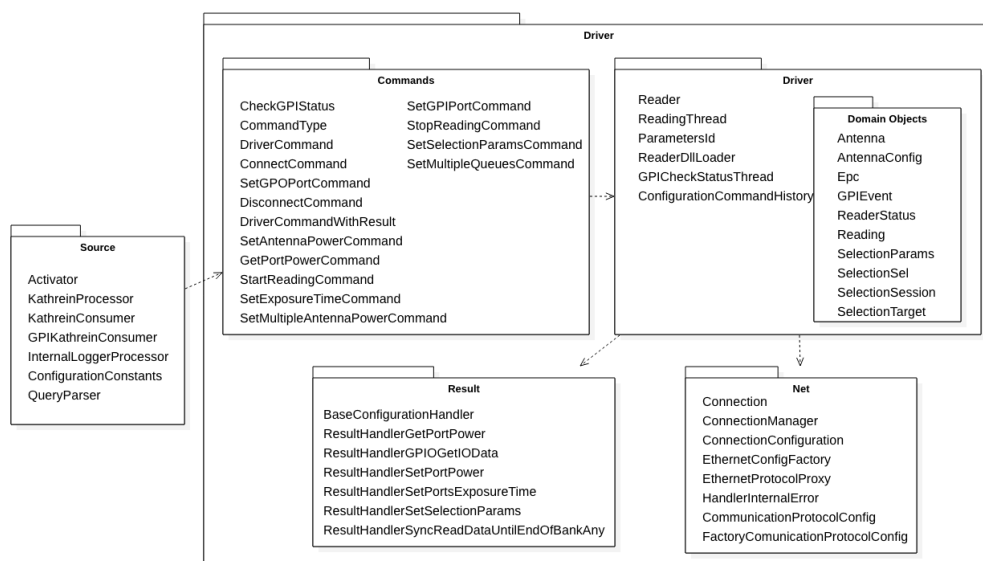 Driver
Commands
CheckGPIStatus
CommandType
DriverCommand
ConnectCommand
SetGPOPortCommand
DisconnectCommand
DriverCommandWithResult
SetAntennaPowerCommand
GetPortPowerCommand
StartReadingCommand
SetExposureTimeCommand
SetMultipleAntennaPowerCommand
SetGPIPortCommand
StopReadingCommand
SetSelectionParamsCommand
SetMultipleQueuesCommand
Driver
Reader
ReadingThread
ParametersId
ReaderDllLoader
GPICheckStatusThread
ConfigurationCommandHistory
Domain Objects
Antenna
AntennaConfig
Epc
GPIEvent
ReaderStatus
Reading
SelectionParams
SelectionSel
SelectionSession
SelectionTarget
Source
Activator
KathreinProcessor
KathreinConsumer
GPIKathreinConsumer
InternalLoggerProcessor
ConfigurationConstants
QueryParser
Result
BaseConfigurationHandler
ResultHandlerGetPortPower
ResultHandlerGPIOGetIOData
ResultHandlerSetPortPower
ResultHandlerSetPortsExposureTime
ResultHandlerSetSelectionParams
ResultHandlerSyncReadDataUntilEndOfBankAny
Net
Connection
ConnectionManager
ConnectionConfiguration
EthernetConfigFactory
EthernetProtocolProxy
HandlerInternalError
CommunicationProtocolConfig
FactoryComunicationProtocolConfig